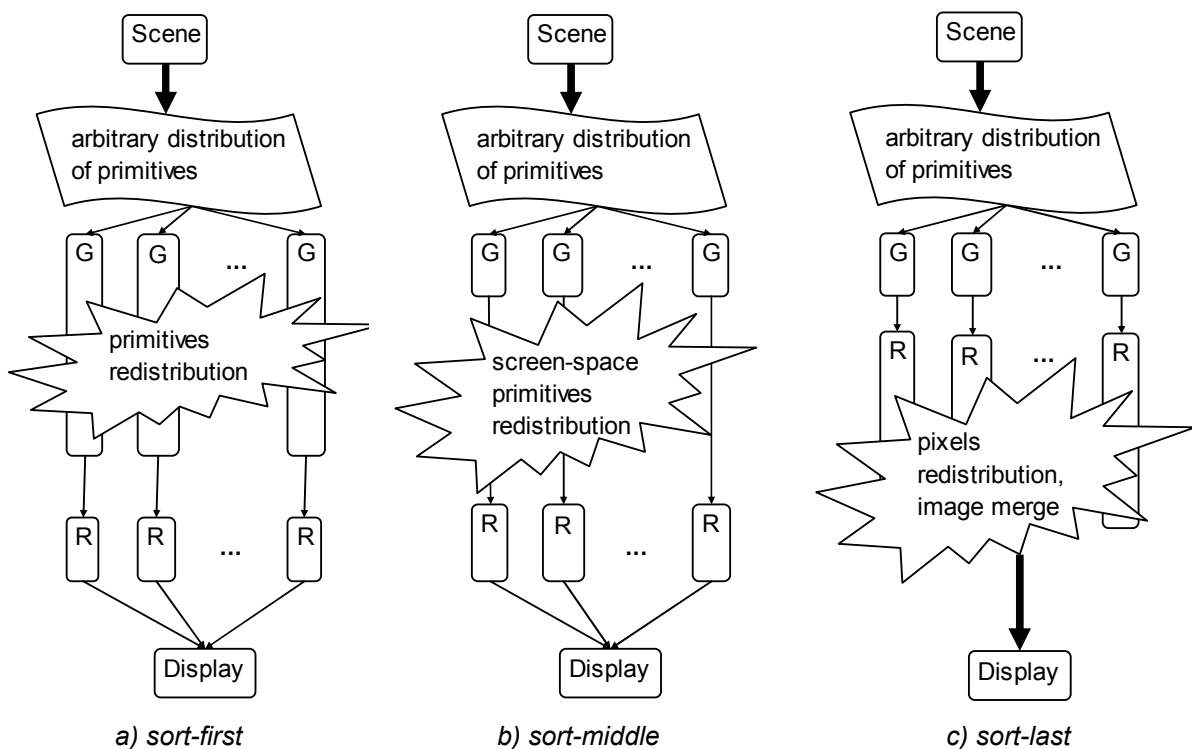 Scene
arbitrary distribution
of primitives
G
G
...
G
primitives
redistribution
R
R
...
R
Display
a) sort-first
Scene
arbitrary distribution
of primitives
G
G
...
G
screen-space
primitives
redistribution
R
R
...
R
Display
b) sort-middle
Scene
arbitrary distribution
of primitives
G
G
...
G
R
R
...
R
pixels
redistribution,
image merge
Display
c) sort-last